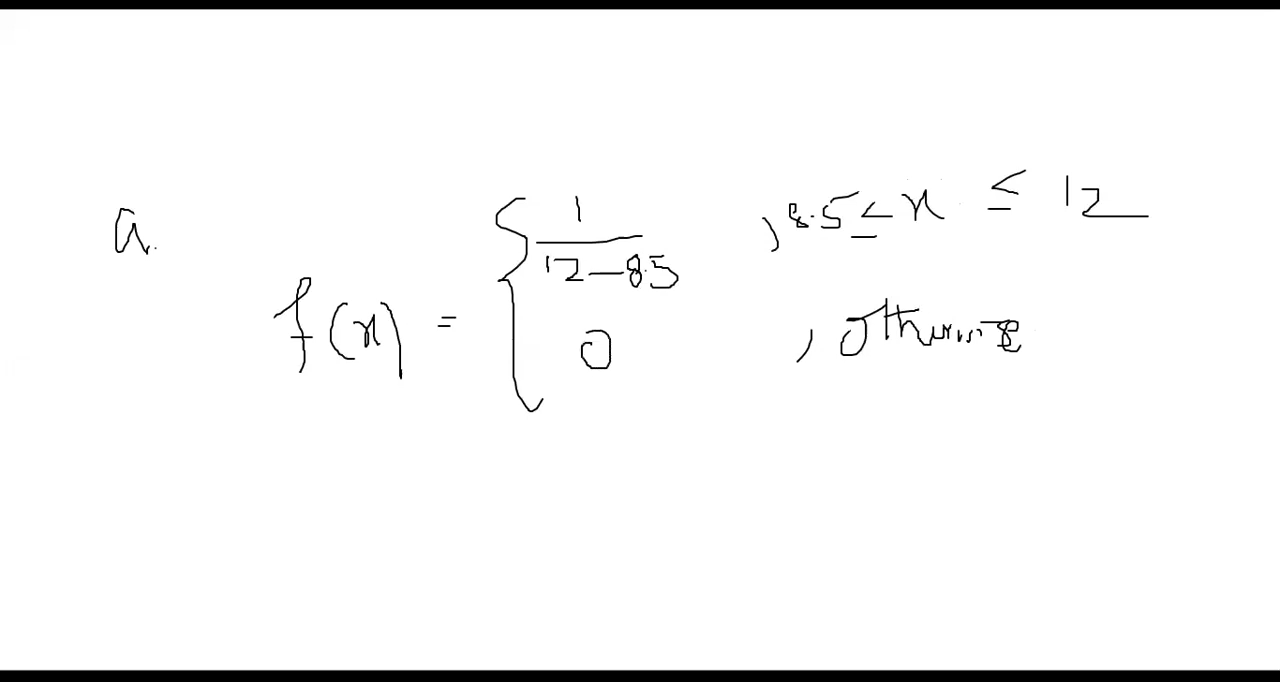 a.
f(x) = { 1 / 12 - 8.5 , 8.5 ≤ x ≤ 12
0 , otherwise